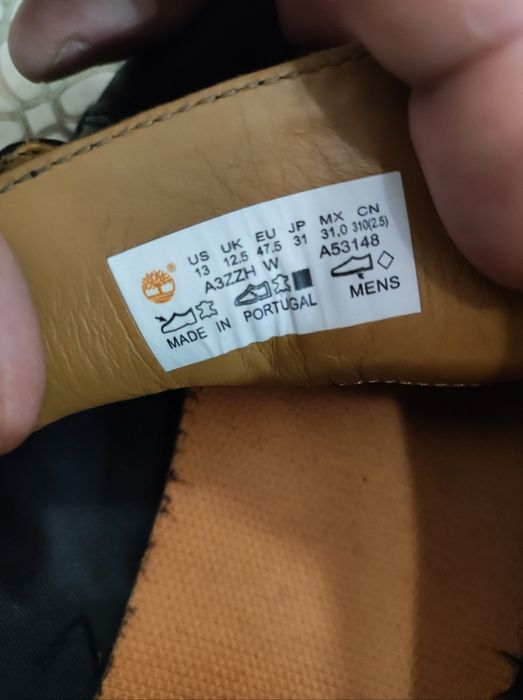 US UK EU JP MX CN
13 12.5 47.5 31 31.0 310(2.5)
A3ZZH W A53148
MADE IN PORTUGAL MENS